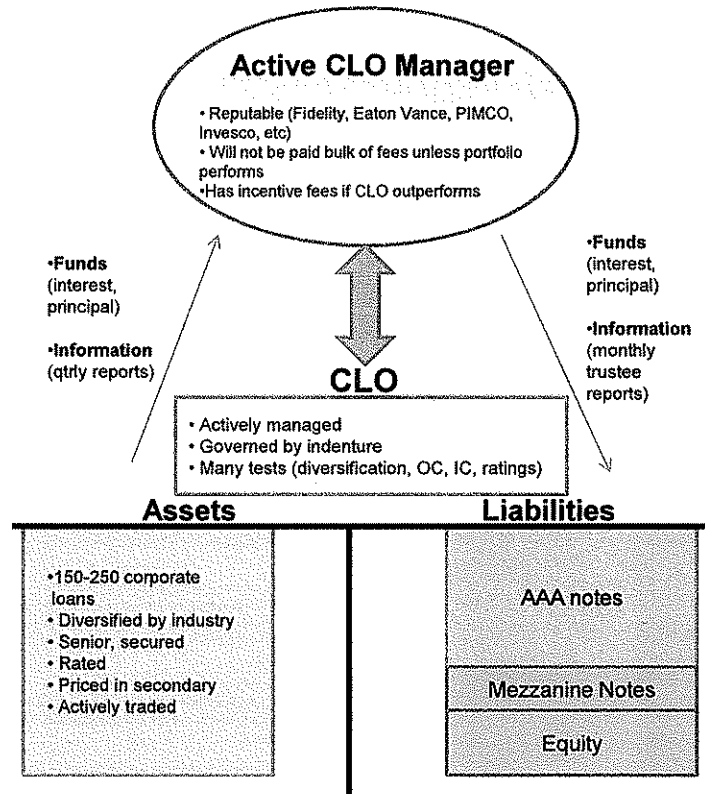 Active CLO Manager
• Reputable (Fidelity, Eaton Vance, PIMCO,
Invesco, etc)
• Will not be paid bulk of fees unless portfolio
performs
•Has incentive fees if CLO outperforms
•Funds
(interest,
principal)
•Information
(qtrly reports)
•Funds
(interest,
principal)
•Information
(monthly
trustee
reports)
CLO
• Actively managed
• Governed by indenture
• Many tests (diversification, OC, IC, ratings)
Assets
Liabilities
•150-250 corporate
loans
• Diversified by industry
• Senior, secured
• Rated
• Priced in secondary
• Actively traded
AAA notes
Mezzanine Notes
Equity